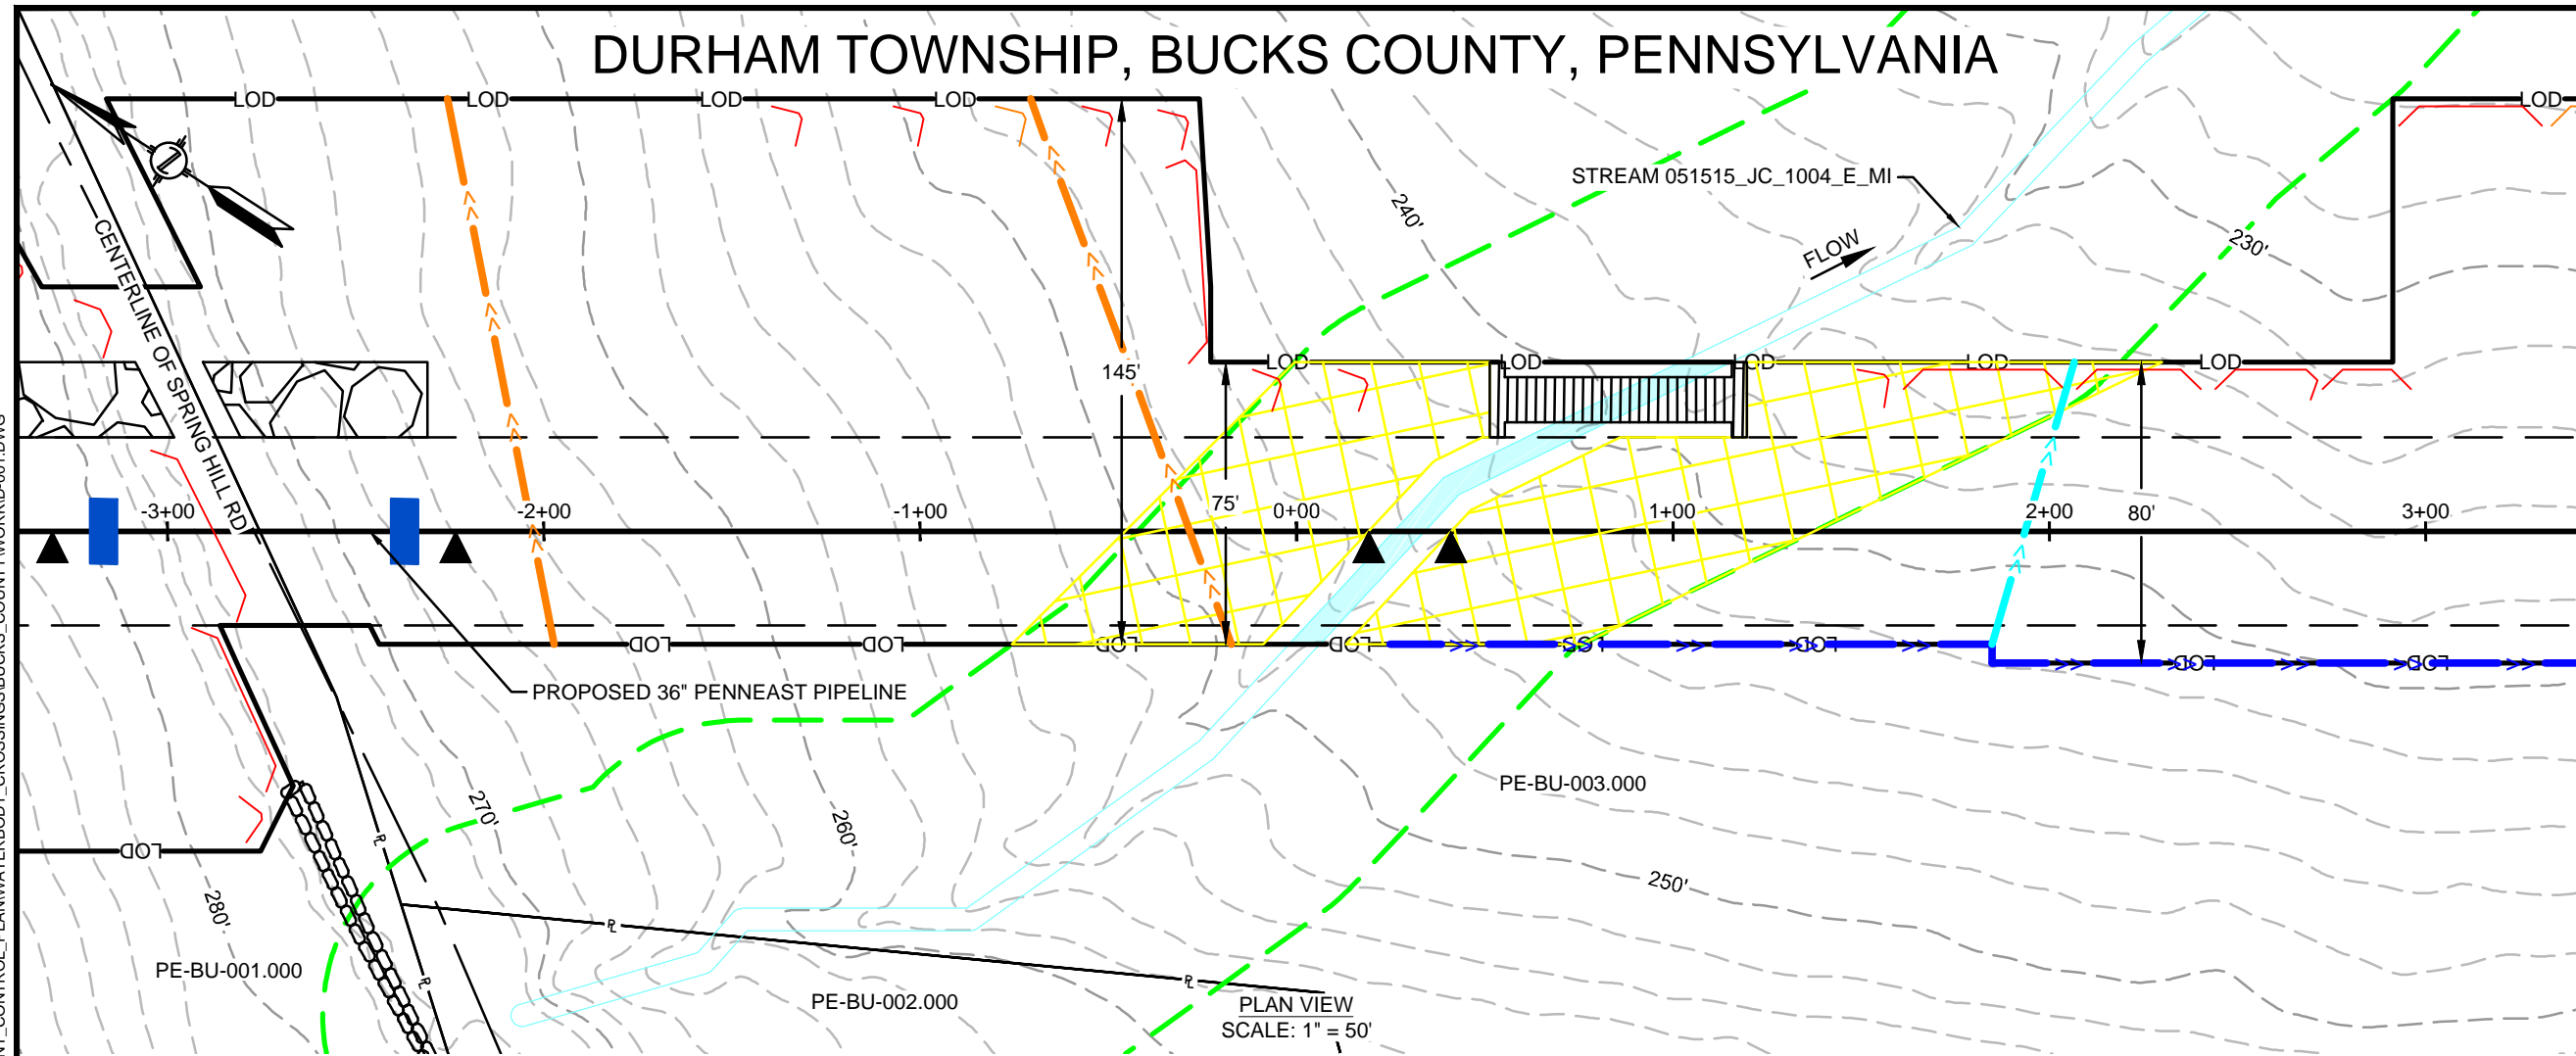 DURHAM TOWNSHIP, BUCKS COUNTY, PENNSYLVANIA
LOD LOD LOD LOD LOD
STREAM 051515_JC_1004_E_MI
240'
FLOW
230'
CENTERLINE OF SPRING HILL RD
LOD LOD LOD LOD LOD
145'
75'
80'
-3+00 -2+00 -1+00 0+00 1+00 2+00 3+00
LOD LOD LOD LOD LOD LOD LOD LOD
PROPOSED 36" PENNEAST PIPELINE
270'
260'
PE-BU-003.000
LOD
280'
250'
PE-BU-001.000
PE-BU-002.000
PLAN VIEW
SCALE: 1" = 50'